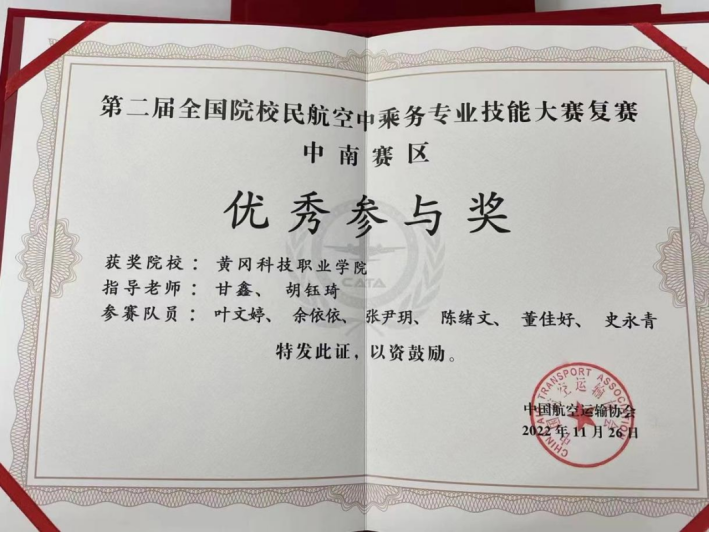 第二届全国院校民航空中乘务专业技能大赛复赛
中南赛区
优秀参与奖
获奖院校：黄冈科技职业学院
指导老师：甘鑫、胡钰琦
参赛队员：叶文婷、余依依、张尹玥、陈绪文、董佳好、史永青
特发此证，以资鼓励。
中国航空运输协会
2022年11月26日
CATA
CHINA AIR TRANSPORT ASSOCIATION